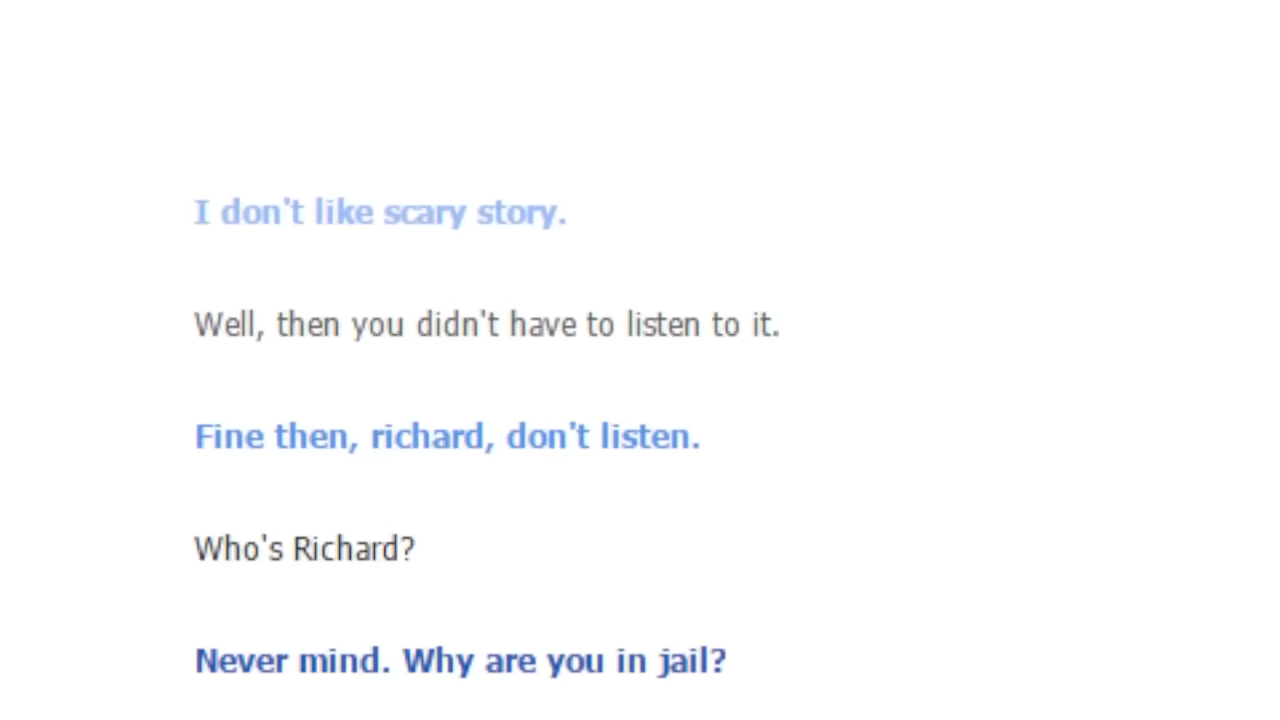 I don't like scary story.
Well, then you didn't have to listen to it.
Fine then, richard, don't listen.
Who's Richard?
Never mind. Why are you in jail?